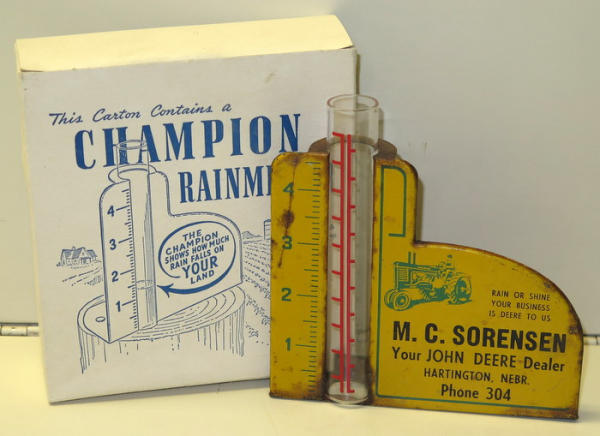 This Carton Contains a
CHAMPION
RAINM
4
3
2
1
THE
CHAMPION
SHOWS HOW MUCH
RAIN FALLS ON
YOUR
LAND
4
3
2
1
RAIN OR SHINE
YOUR BUSINESS
IS DEERE TO US
M. C. SORENSEN
Your JOHN DEERE Dealer
HARTINGTON, NEBR.
Phone 304